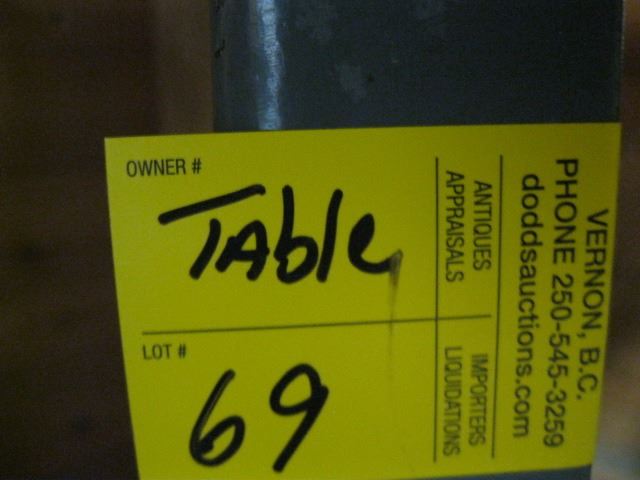 OWNER #
TAble
LOT #
69
VERNON, B.C.
PHONE 250-545-3259
doddsauctions.com
ANTIQUES
APPRAISALS
IMPORTERS
LIQUIDATIONS